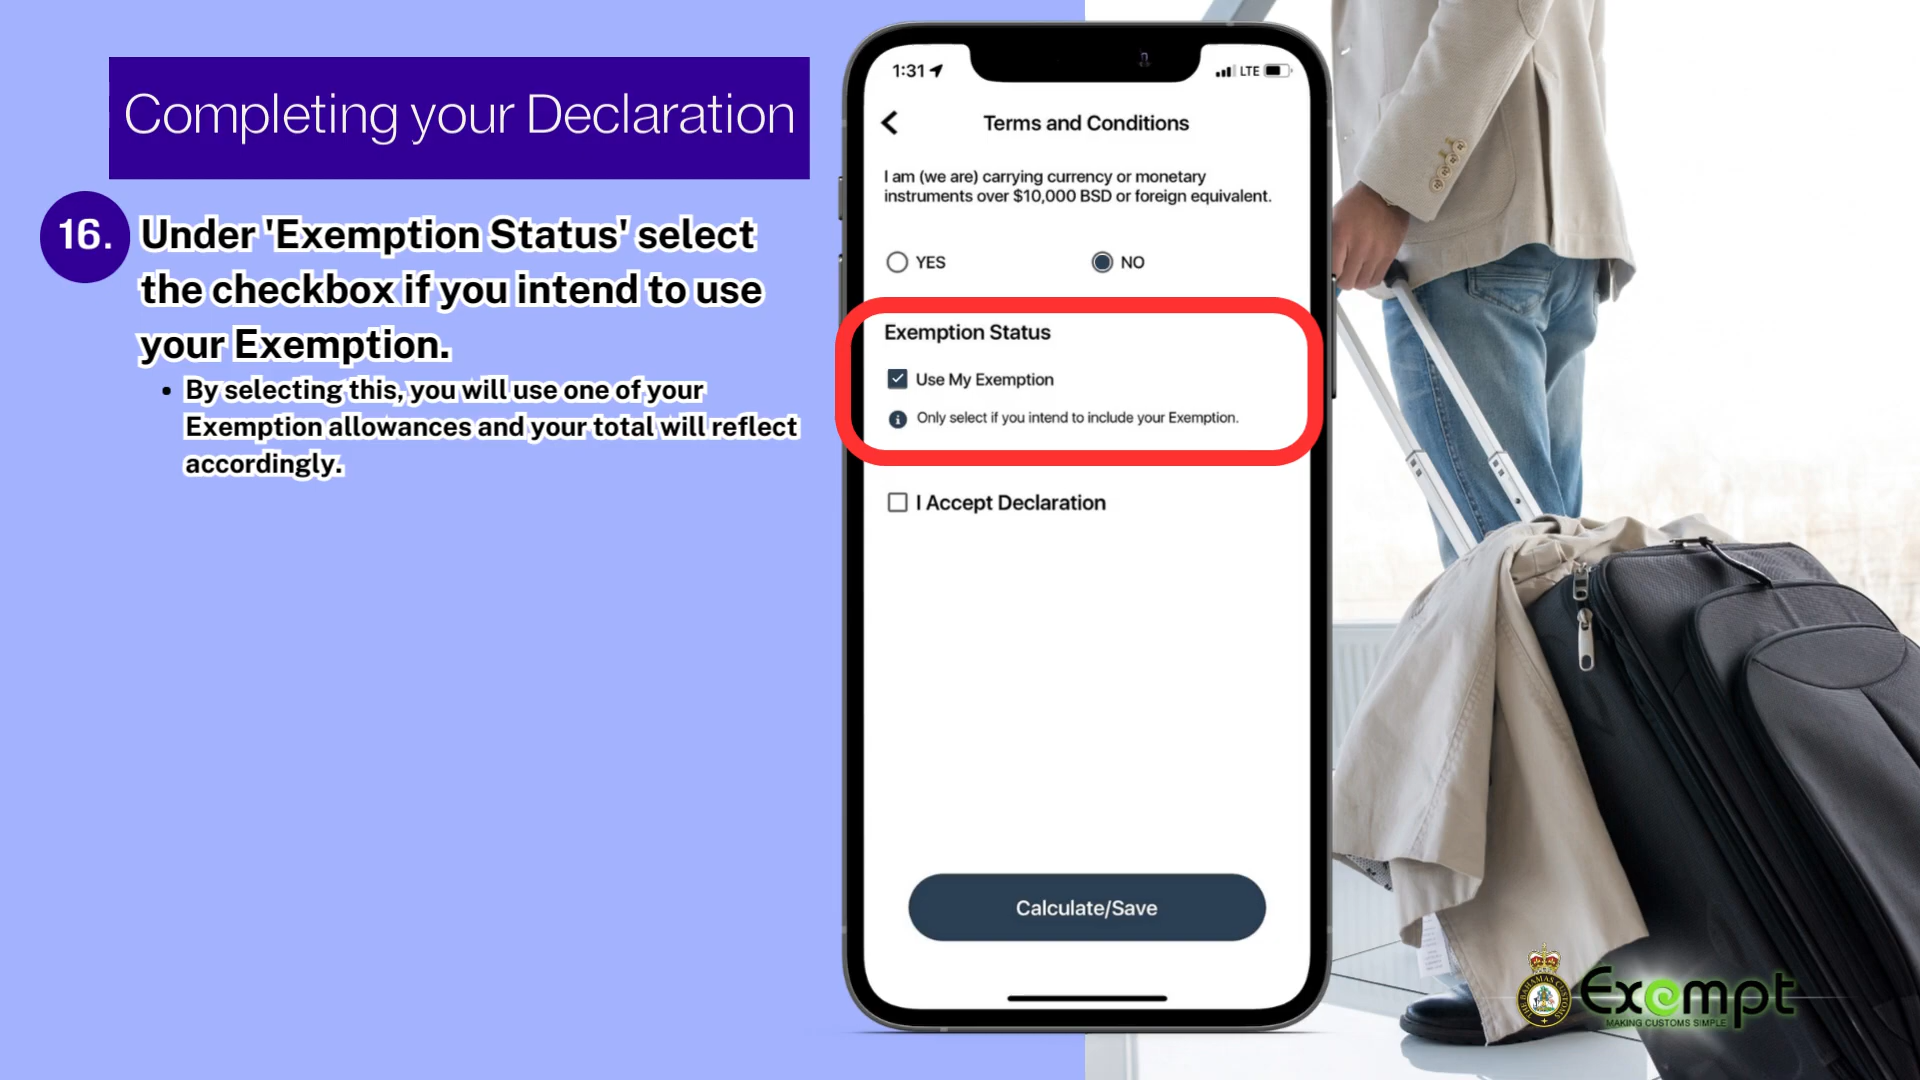 Completing your Declaration
16. Under 'Exemption Status' select
the checkbox if you intend to use
your Exemption.
• By selecting this, you will use one of your
Exemption allowances and your total will reflect
accordingly.
1:31
LTE
Terms and Conditions
I am (we are) carrying currency or monetary
instruments over $10,000 BSD or foreign equivalent.
YES NO
Exemption Status
Use My Exemption
Only select if you intend to include your Exemption.
I Accept Declaration
Calculate/Save
THE BAHAMAS CUSTOMS
Exempt
MAKING CUSTOMS SIMPLE